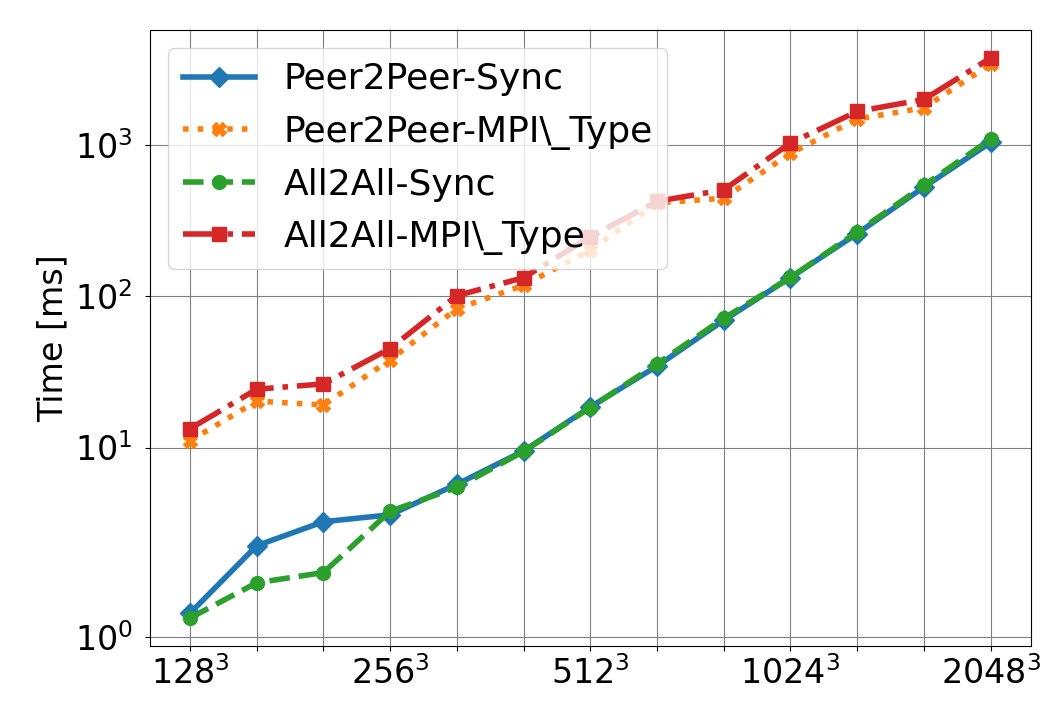 Peer2Peer-Sync
Peer2Peer-MPI\_Type
All2All-Sync
All2All-MPI\_Type
Time [ms]
10³
10²
10¹
10⁰
128³ 256³ 512³ 1024³ 2048³